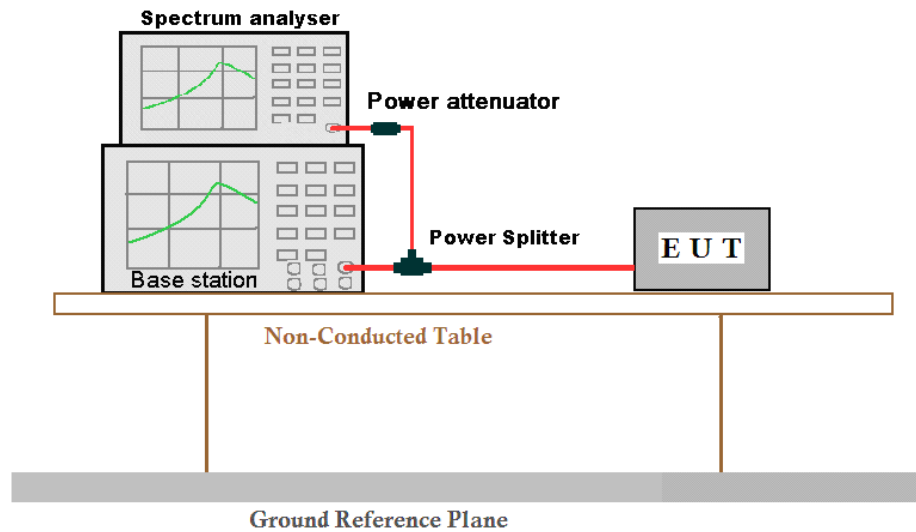 Spectrum analyser
Power attenuator
Power Splitter
E U T
Base station
Non-Conducted Table
Ground Reference Plane